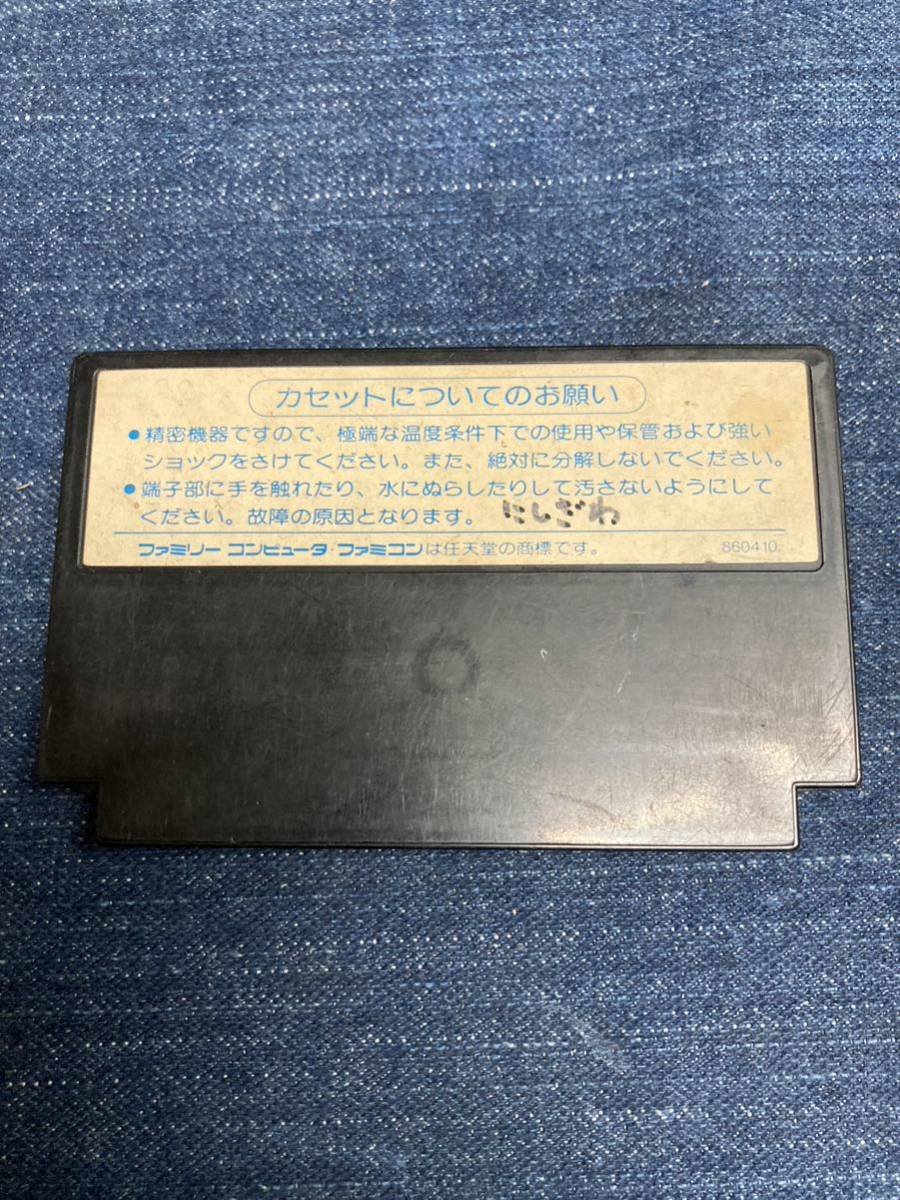 カセットについてのお願い
●精密機器ですので、極端な温度条件下での使用や保管および強い
ショックをさけてください。また、絶対に分解しないでください。
●端子部に手を触れたり、水にぬらしたりして汚さないようにして
ください。故障の原因となります。 にしざわ
ファミリー コンピュータ・ファミコンは任天堂の商標です。 860410.